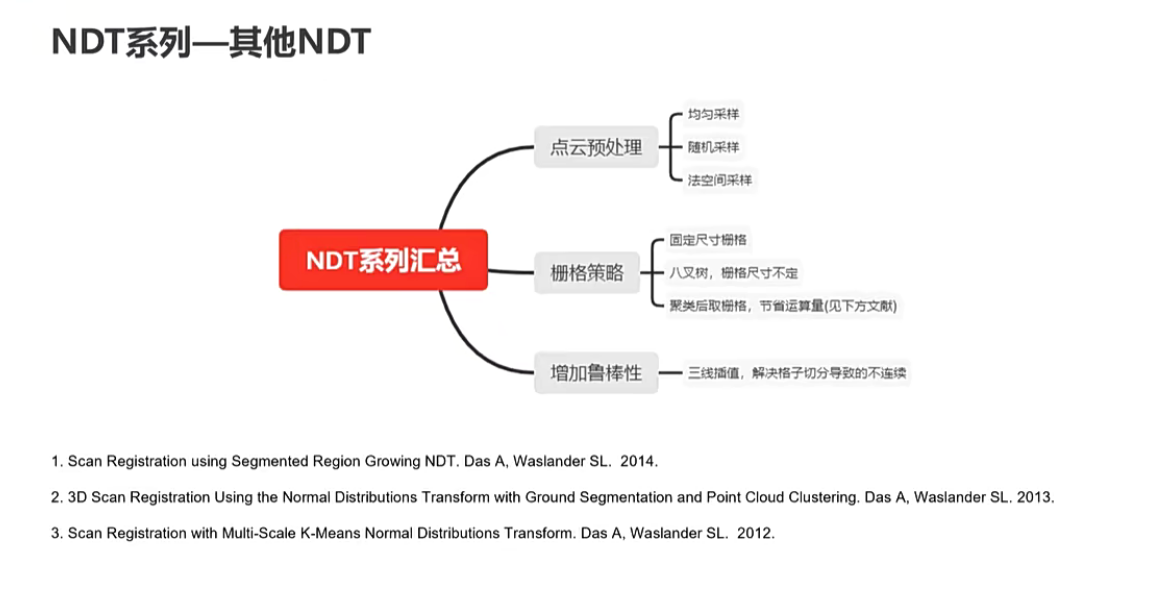 NDT系列—其他NDT
点云预处理
均匀采样
随机采样
法空间采样
NDT系列汇总
栅格策略
固定尺寸栅格
八叉树，栅格尺寸不定
聚类后取栅格，节省运算量(见下方文献)
增加鲁棒性
三线插值，解决格子切分导致的不连续
1. Scan Registration using Segmented Region Growing NDT. Das A, Waslander SL.  2014.
2. 3D Scan Registration Using the Normal Distributions Transform with Ground Segmentation and Point Cloud Clustering. Das A, Waslander SL. 2013.
3. Scan Registration with Multi-Scale K-Means Normal Distributions Transform. Das A, Waslander SL.  2012.